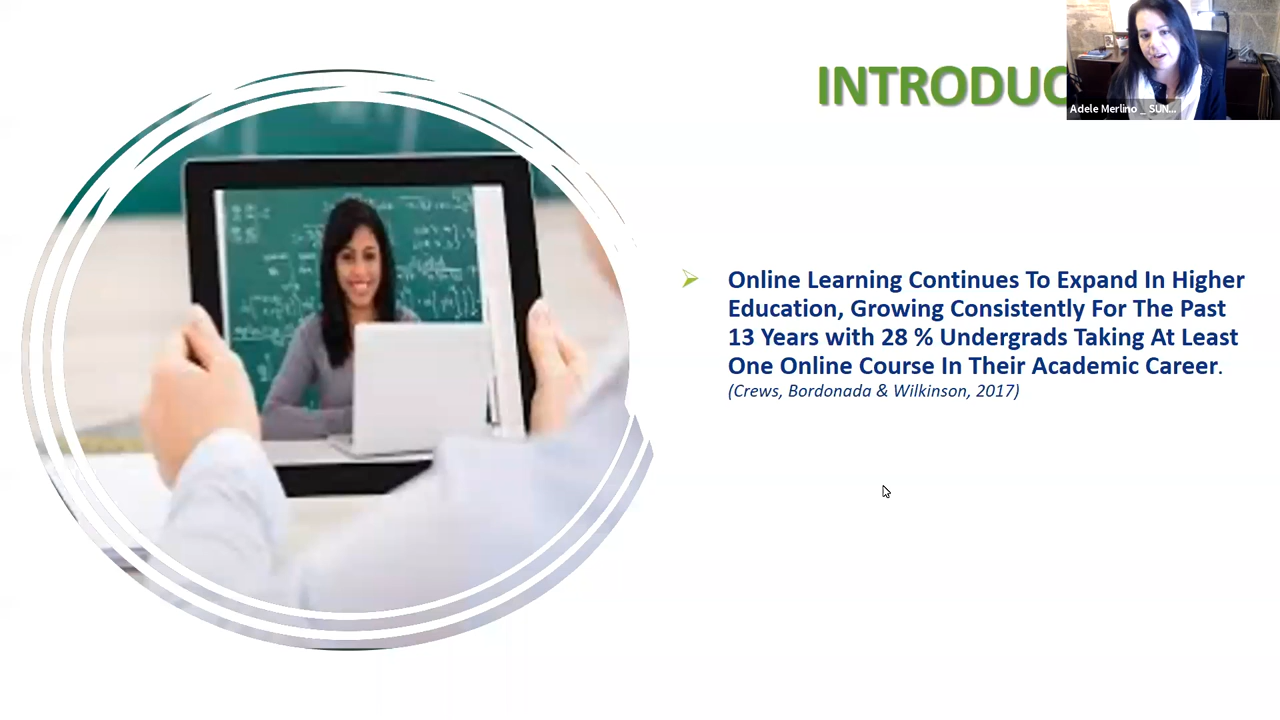 INTRODUC
Adele Merlino _ SUN...
Online Learning Continues To Expand In Higher
Education, Growing Consistently For The Past
13 Years with 28 % Undergrads Taking At Least
One Online Course In Their Academic Career.
(Crews, Bordonada & Wilkinson, 2017)